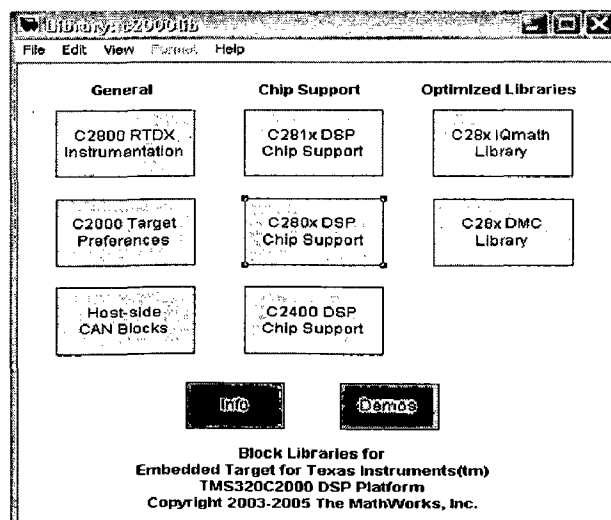 Library: c2000lib
File Edit View Format Help
General Chip Support Optimized Libraries
C2800 RTDX
Instrumentation
C281x DSP
Chip Support
C28x IQmath
Library
C2000 Target
Preferences
C280x DSP
Chip Support
C28x DMC
Library
Host-side
CAN Blocks
C2400 DSP
Chip Support
Info Demos
Block Libraries for
Embedded Target for Texas Instruments(tm)
TMS320C2000 DSP Platform
Copyright 2003-2005 The MathWorks, Inc.